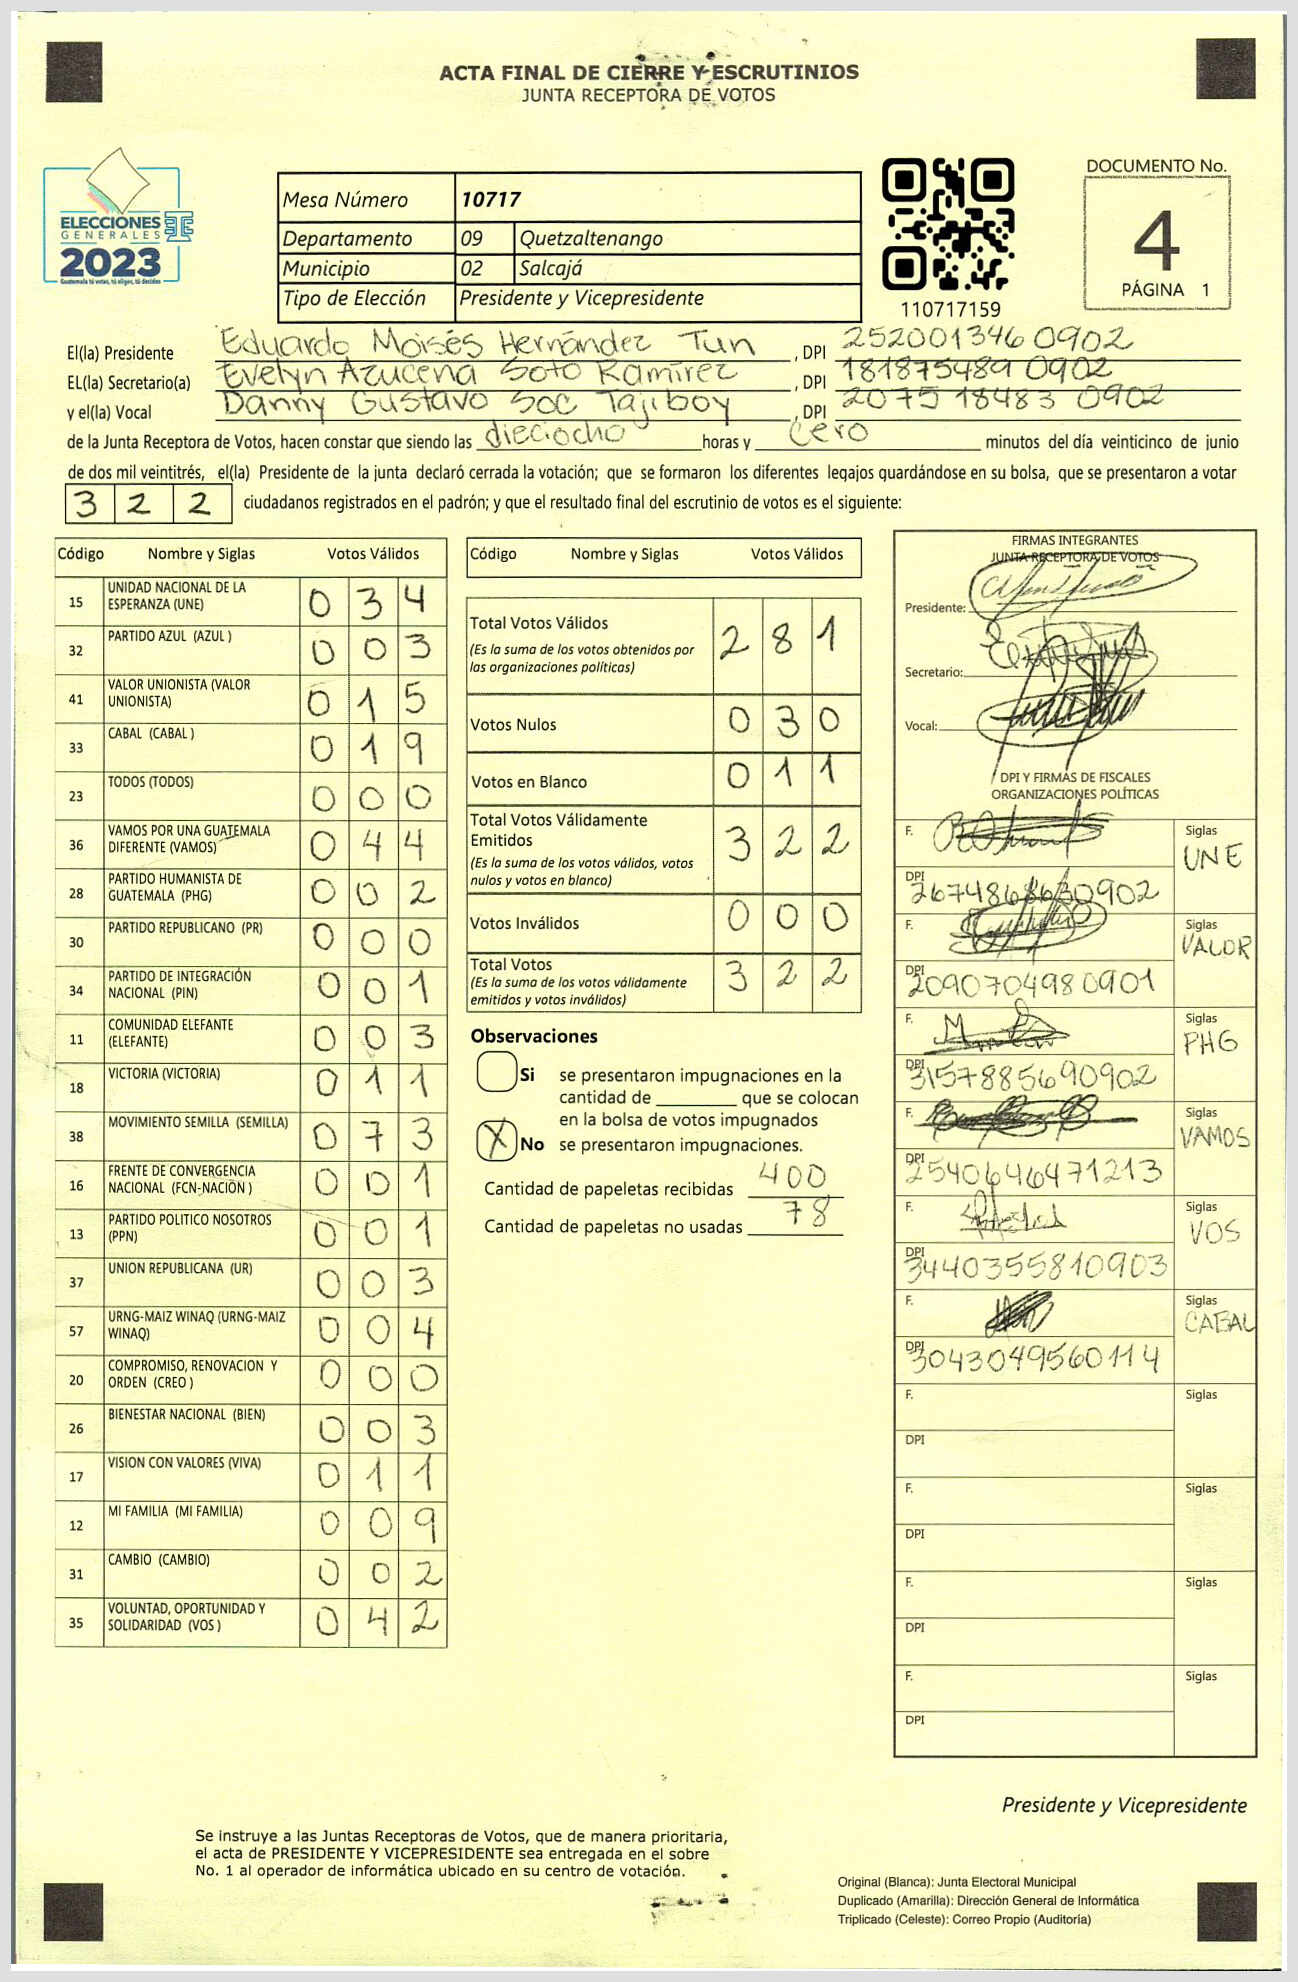 ACTA FINAL DE CIERRE Y ESCRUTINIOS
JUNTA RECEPTORA DE VOTOS
ELECCIONES
GENERALES
2023
Guatemala tú votas, tú eliges, tú decides
Mesa Número 10717
Departamento 09 Quetzaltenango
Municipio 02 Salcajá
Tipo de Elección Presidente y Vicepresidente
110717159
DOCUMENTO No.
4
PÁGINA 1
El(la) Presidente Eduardo Moisés Hernández Tun , DPI 252001346 0902
EL(la) Secretario(a) Evelyn Azucena Soto Ramírez , DPI 181875489 0902
y el(la) Vocal Danny Gustavo Soc Tajiboy , DPI 2075 18483 0902
de la Junta Receptora de Votos, hacen constar que siendo las dieciocho horas y cero minutos del día veinticinco de junio
de dos mil veintitrés, el(la) Presidente de la junta declaró cerrada la votación; que se formaron los diferentes legajos quardándose en su bolsa, que se presentaron a votar
3 2 2 ciudadanos registrados en el padrón; y que el resultado final del escrutinio de votos es el siguiente:
Código Nombre y Siglas Votos Válidos
15 UNIDAD NACIONAL DE LA ESPERANZA (UNE) 0 3 4
32 PARTIDO AZUL (AZUL ) 0 0 3
41 VALOR UNIONISTA (VALOR UNIONISTA) 0 1 5
33 CABAL (CABAL ) 0 1 9
23 TODOS (TODOS) 0 0 0
36 VAMOS POR UNA GUATEMALA DIFERENTE (VAMOS) 0 4 4
28 PARTIDO HUMANISTA DE GUATEMALA (PHG) 0 0 2
30 PARTIDO REPUBLICANO (PR) 0 0 0
34 PARTIDO DE INTEGRACIÓN NACIONAL (PIN) 0 0 1
11 COMUNIDAD ELEFANTE (ELEFANTE) 0 0 3
18 VICTORIA (VICTORIA) 0 1 1
38 MOVIMIENTO SEMILLA (SEMILLA) 0 7 3
16 FRENTE DE CONVERGENCIA NACIONAL (FCN-NACIÓN ) 0 0 1
13 PARTIDO POLITICO NOSOTROS (PPN) 0 0 1
37 UNION REPUBLICANA (UR) 0 0 3
57 URNG-MAIZ WINAQ (URNG-MAIZ WINAQ) 0 0 4
20 COMPROMISO, RENOVACION Y ORDEN (CREO ) 0 0 0
26 BIENESTAR NACIONAL (BIEN) 0 0 3
17 VISION CON VALORES (VIVA) 0 1 1
12 MI FAMILIA (MI FAMILIA) 0 0 9
31 CAMBIO (CAMBIO) 0 0 2
35 VOLUNTAD, OPORTUNIDAD Y SOLIDARIDAD (VOS ) 0 4 2
Código Nombre y Siglas Votos Válidos
Total Votos Válidos 2 8 1
(Es la suma de los votos obtenidos por
las organizaciones políticas)
Votos Nulos 0 3 0
Votos en Blanco 0 1 1
Total Votos Válidamente
Emitidos 3 2 2
(Es la suma de los votos válidos, votos
nulos y votos en blanco)
Votos Inválidos 0 0 0
Total Votos 3 2 2
(Es la suma de los votos válidamente
emitidos y votos inválidos)
Observaciones
Si se presentaron impugnaciones en la
cantidad de ________ que se colocan
en la bolsa de votos impugnados
X No se presentaron impugnaciones.
Cantidad de papeletas recibidas 400
Cantidad de papeletas no usadas 78
FIRMAS INTEGRANTES
JUNTA RECEPTORA DE VOTOS
Presidente:
Secretario:
Vocal:
DPI Y FIRMAS DE FISCALES
ORGANIZACIONES POLÍTICAS
F. Siglas UNE
DPI 2674868630902
F. Siglas VALOR
DPI 2090704980901
F. Siglas PHG
DPI 3157885690902
F. Siglas VAMOS
DPI 2540646471213
F. Siglas VOS
DPI 3440355810903
F. Siglas CABAL
DPI 3043049560114
F. Siglas
DPI
F. Siglas
DPI
F. Siglas
DPI
F. Siglas
DPI
Presidente y Vicepresidente
Se instruye a las Juntas Receptoras de Votos, que de manera prioritaria,
el acta de PRESIDENTE Y VICEPRESIDENTE sea entregada en el sobre
No. 1 al operador de informática ubicado en su centro de votación.
Original (Blanca): Junta Electoral Municipal
Duplicado (Amarilla): Dirección General de Informática
Triplicado (Celeste): Correo Propio (Auditoría)